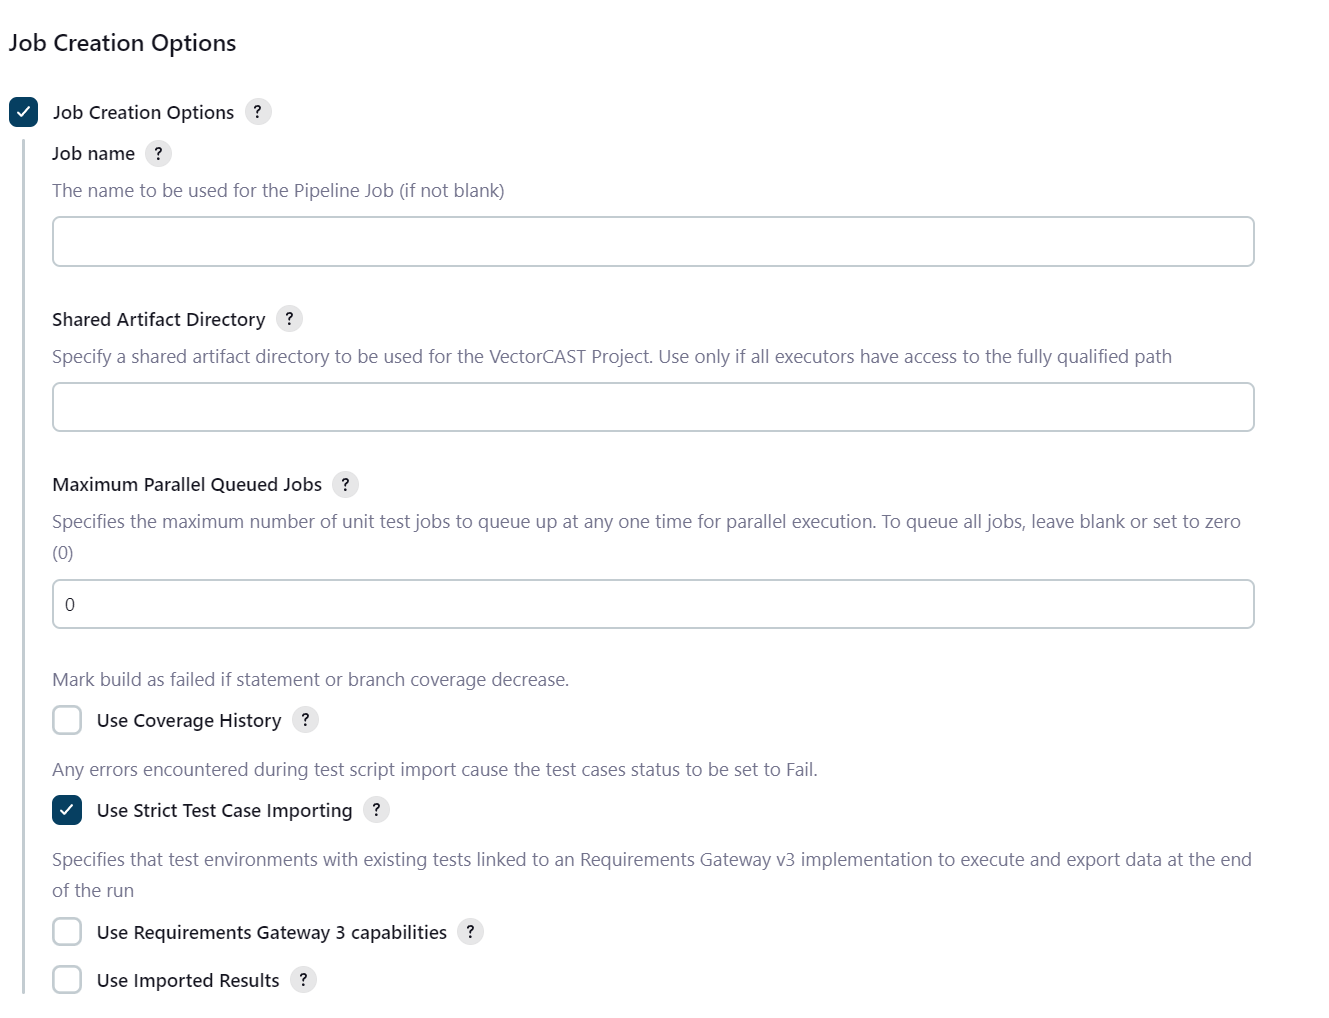 Job Creation Options
Job Creation Options ?
Job name ?
The name to be used for the Pipeline Job (if not blank)
Shared Artifact Directory ?
Specify a shared artifact directory to be used for the VectorCAST Project. Use only if all executors have access to the fully qualified path
Maximum Parallel Queued Jobs ?
Specifies the maximum number of unit test jobs to queue up at any one time for parallel execution. To queue all jobs, leave blank or set to zero
(0)
0
Mark build as failed if statement or branch coverage decrease.
Use Coverage History ?
Any errors encountered during test script import cause the test cases status to be set to Fail.
Use Strict Test Case Importing ?
Specifies that test environments with existing tests linked to an Requirements Gateway v3 implementation to execute and export data at the end
of the run
Use Requirements Gateway 3 capabilities ?
Use Imported Results ?